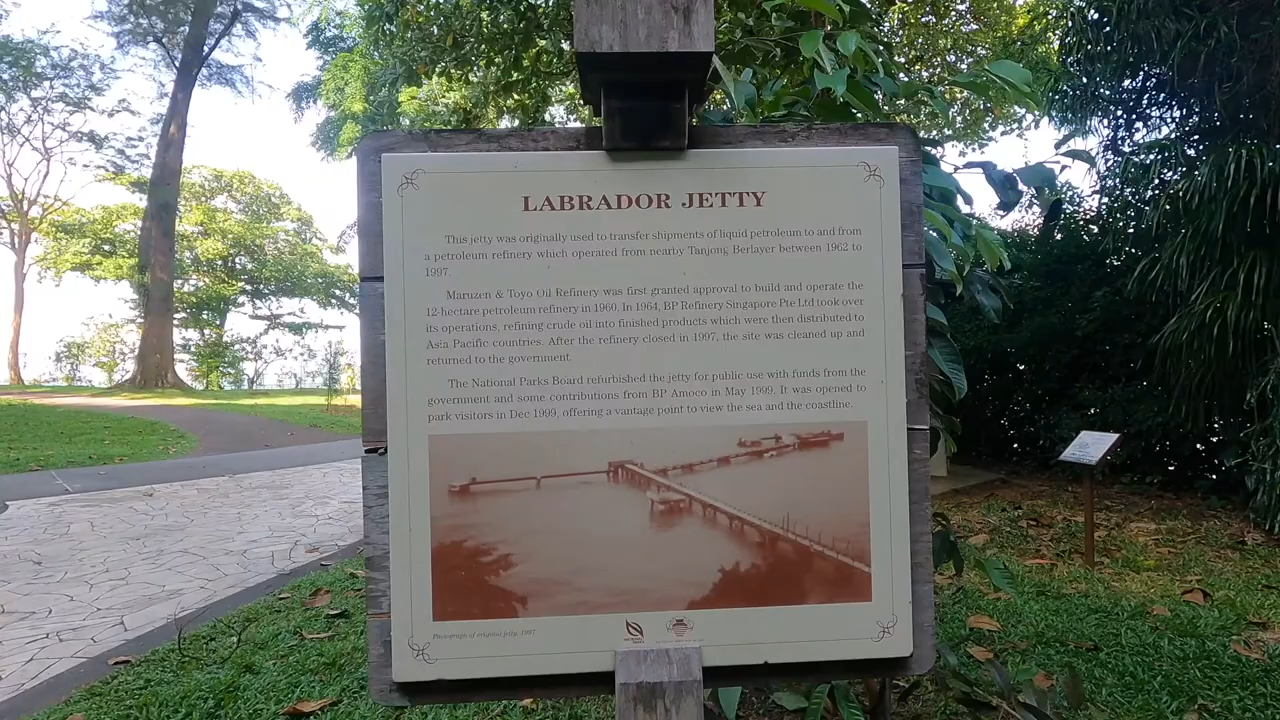 LABRADOR JETTY
This jetty was originally used to transfer shipments of liquid petroleum to and from
a petroleum refinery which operated from nearby Tanjong Berlayer between 1962 to
1997.
Maruzen & Toyo Oil Refinery was first granted approval to build and operate the
12-hectare petroleum refinery in 1960. In 1964, BP Refinery Singapore Pte Ltd took over
its operations, refining crude oil into finished products which were then distributed to
Asia Pacific countries. After the refinery closed in 1997, the site was cleaned up and
returned to the government.
The National Parks Board refurbished the jetty for public use with funds from the
government and some contributions from BP Amoco in May 1999. It was opened to
park visitors in Dec 1999, offering a vantage point to view the sea and the coastline.
Photograph of original jetty, 1997